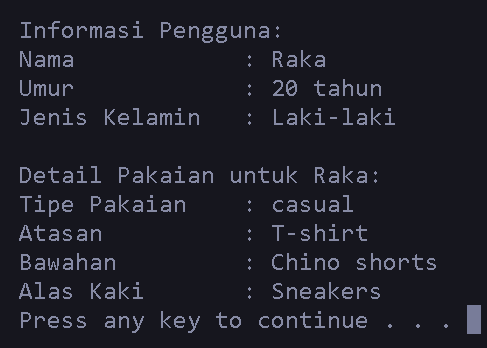 Informasi Pengguna:
Nama : Raka
Umur : 20 tahun
Jenis Kelamin : Laki-laki
Detail Pakaian untuk Raka:
Tipe Pakaian : casual
Atasan : T-shirt
Bawahan : Chino shorts
Alas Kaki : Sneakers
Press any key to continue . . .